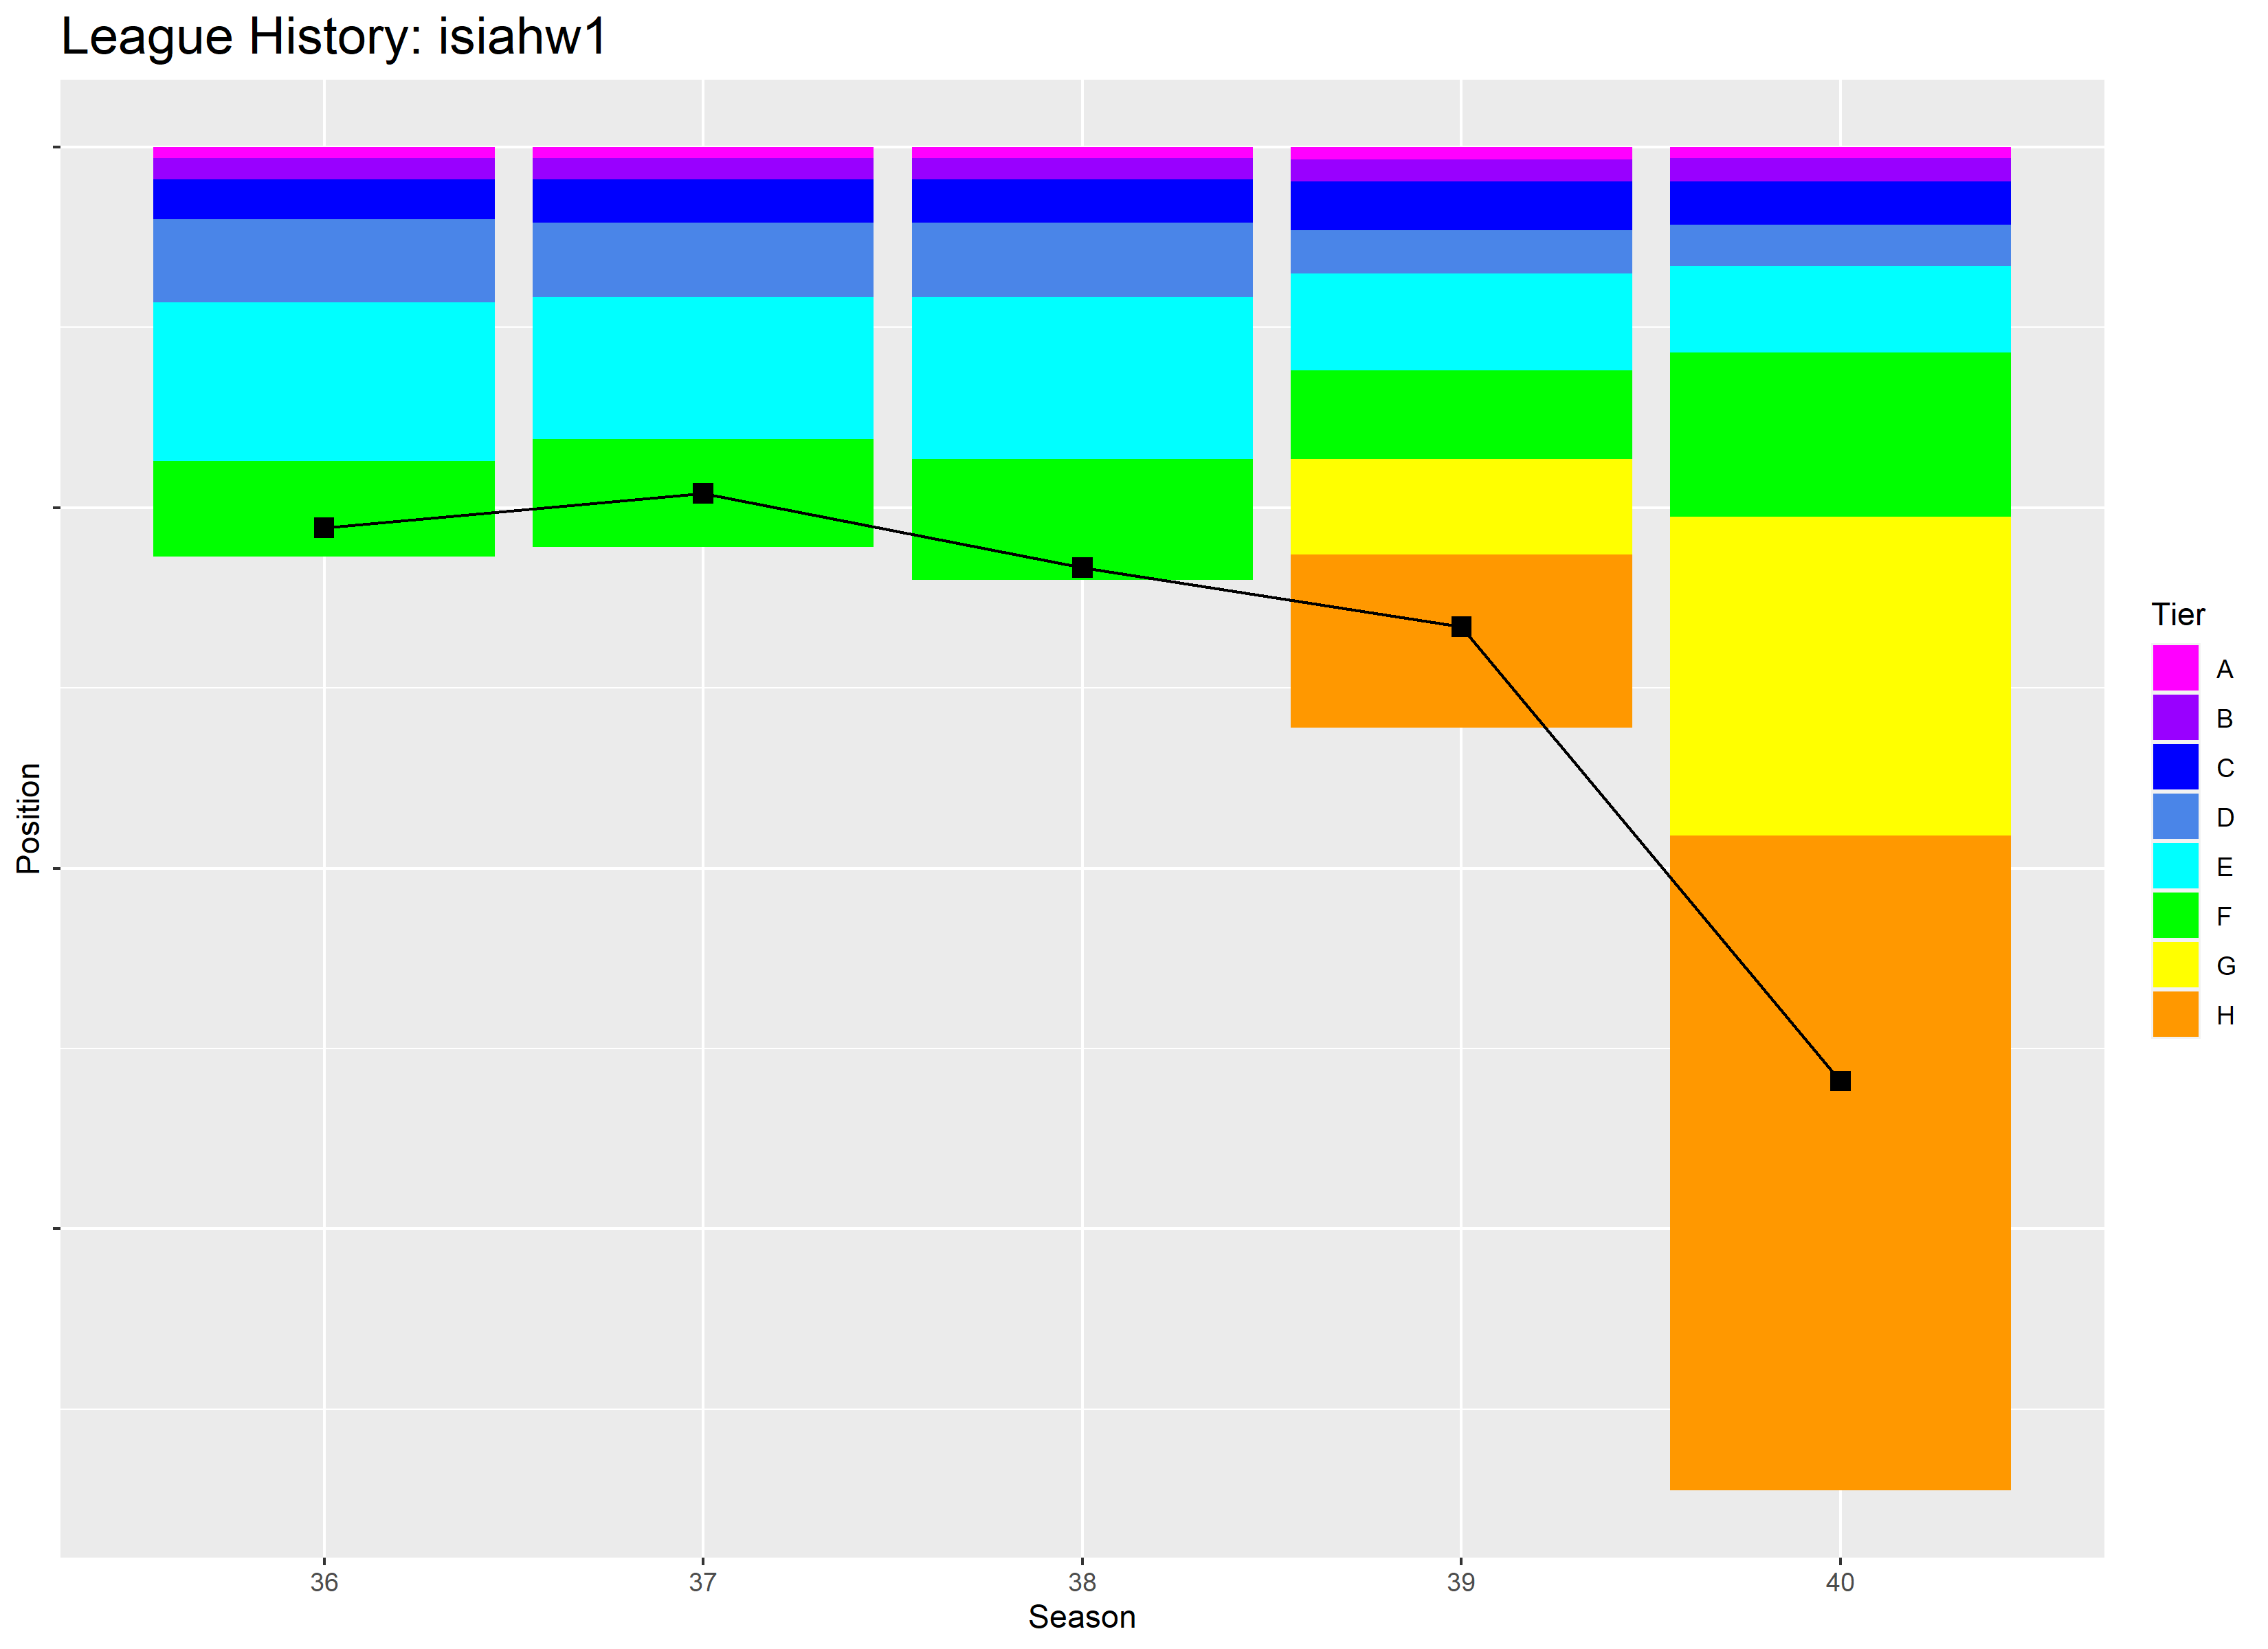 League History: isiahw1
Position
36
37
38
39
40
Season
Tier
A
B
C
D
E
F
G
H